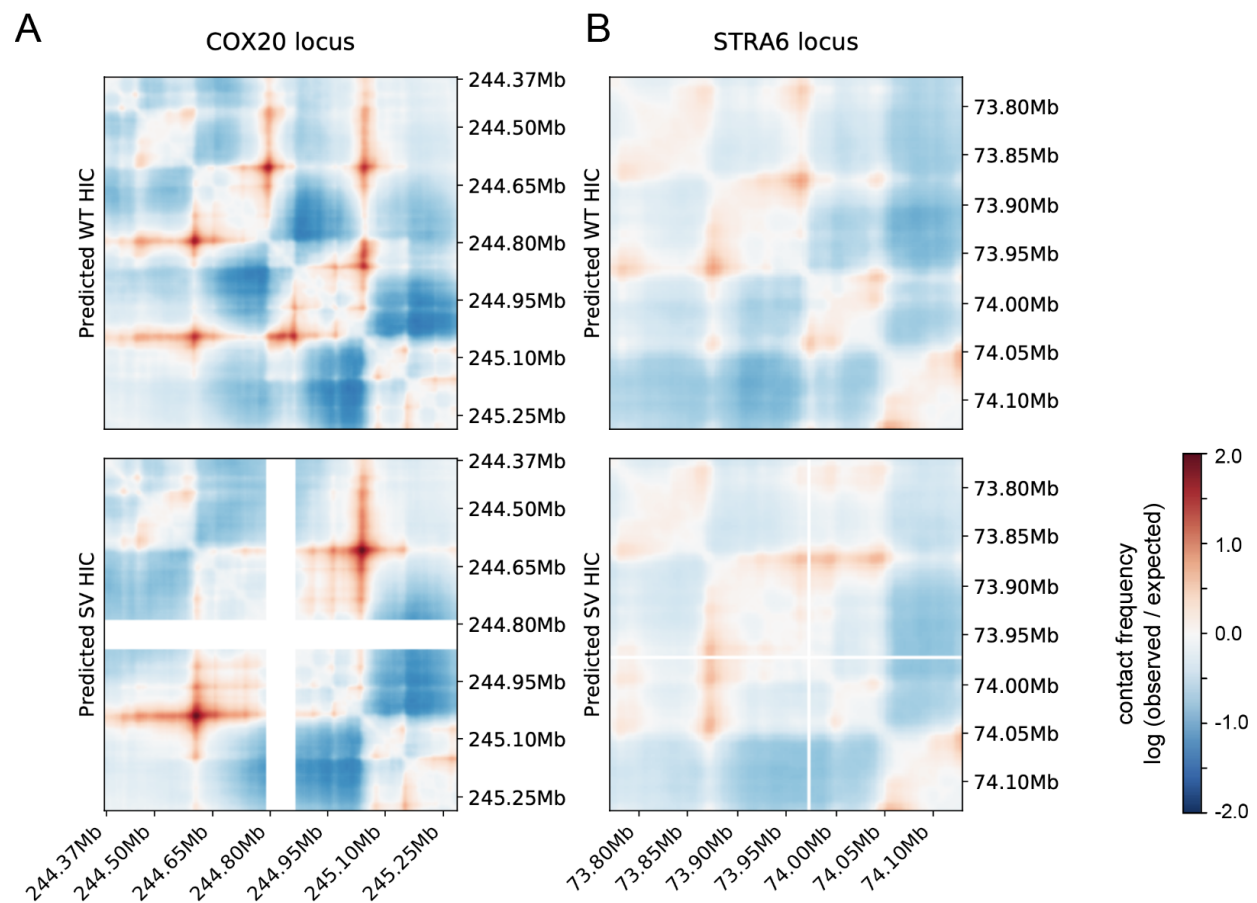 A
COX20 locus
B
STRA6 locus
Predicted WT HIC
244.37Mb
244.50Mb
244.65Mb
244.80Mb
244.95Mb
245.10Mb
245.25Mb
Predicted WT HIC
73.80Mb
73.85Mb
73.90Mb
73.95Mb
74.00Mb
74.05Mb
74.10Mb
Predicted SV HIC
244.37Mb
244.50Mb
244.65Mb
244.80Mb
244.95Mb
245.10Mb
245.25Mb
244.37Mb
244.50Mb
244.65Mb
244.80Mb
244.95Mb
245.10Mb
245.25Mb
Predicted SV HIC
73.80Mb
73.85Mb
73.90Mb
73.95Mb
74.00Mb
74.05Mb
74.10Mb
73.80Mb
73.85Mb
73.90Mb
73.95Mb
74.00Mb
74.05Mb
74.10Mb
contact frequency
log (observed / expected)
2.0
1.0
0.0
-1.0
-2.0